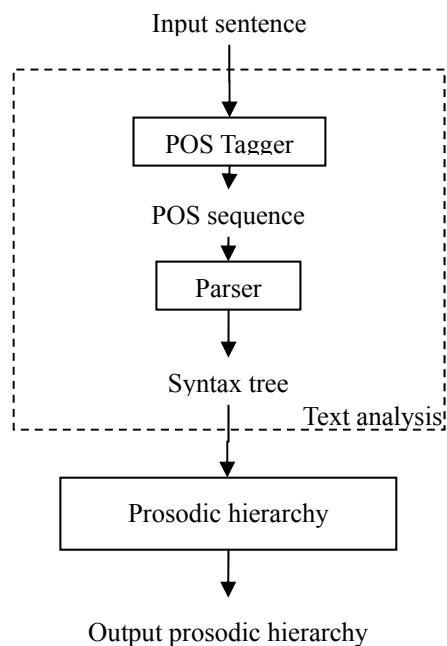 Input sentence
POS Tagger
POS sequence
Parser
Syntax tree
Text analysis
Prosodic hierarchy
Output prosodic hierarchy